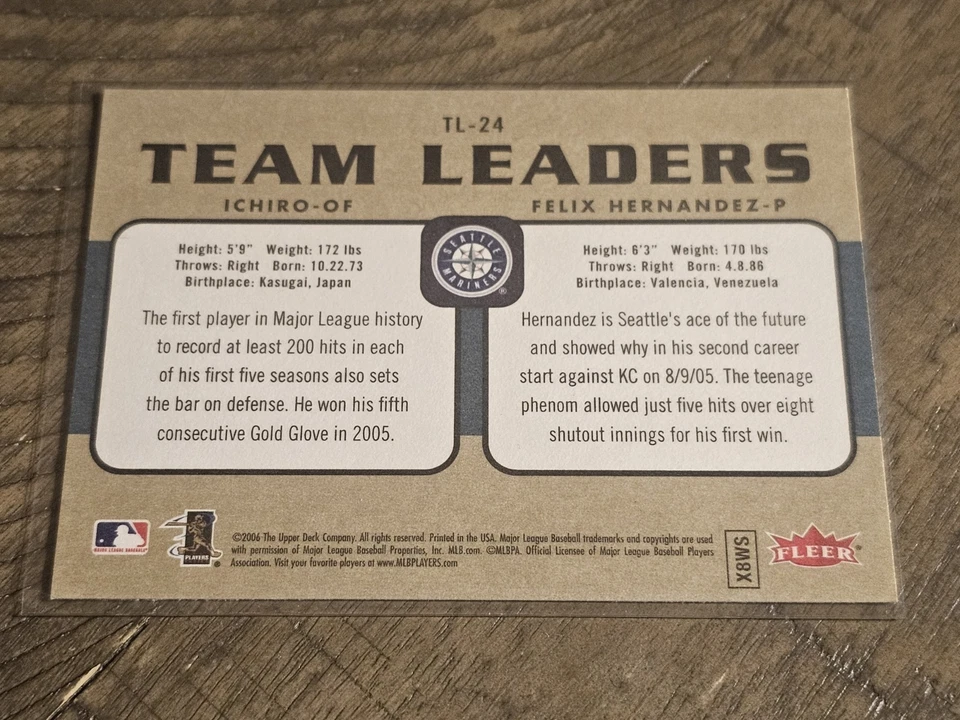 TL-24
TEAM LEADERS
ICHIRO-OF
Height: 5'9" Weight: 172 lbs
Throws: Right Born: 10.22.73
Birthplace: Kasugai, Japan
The first player in Major League history
to record at least 200 hits in each
of his first five seasons also sets
the bar on defense. He won his fifth
consecutive Gold Glove in 2005.
SEATTLE
MARINERS
®
FELIX HERNANDEZ-P
Height: 6'3" Weight: 170 lbs
Throws: Right Born: 4.8.86
Birthplace: Valencia, Venezuela
Hernandez is Seattle's ace of the future
and showed why in his second career
start against KC on 8/9/05. The teenage
phenom allowed just five hits over eight
shutout innings for his first win.
MAJOR LEAGUE BASEBALL
PLAYERS
©2006 The Upper Deck Company. All rights reserved. Printed in the USA. Major League Baseball trademarks and copyrights are used
with permission of Major League Baseball Properties, Inc. MLB.com. ©MLBPA. Official Licensee of Major League Baseball Players
Association. Visit your favorite players at www.MLBPLAYERS.com
X8WS
FLEER